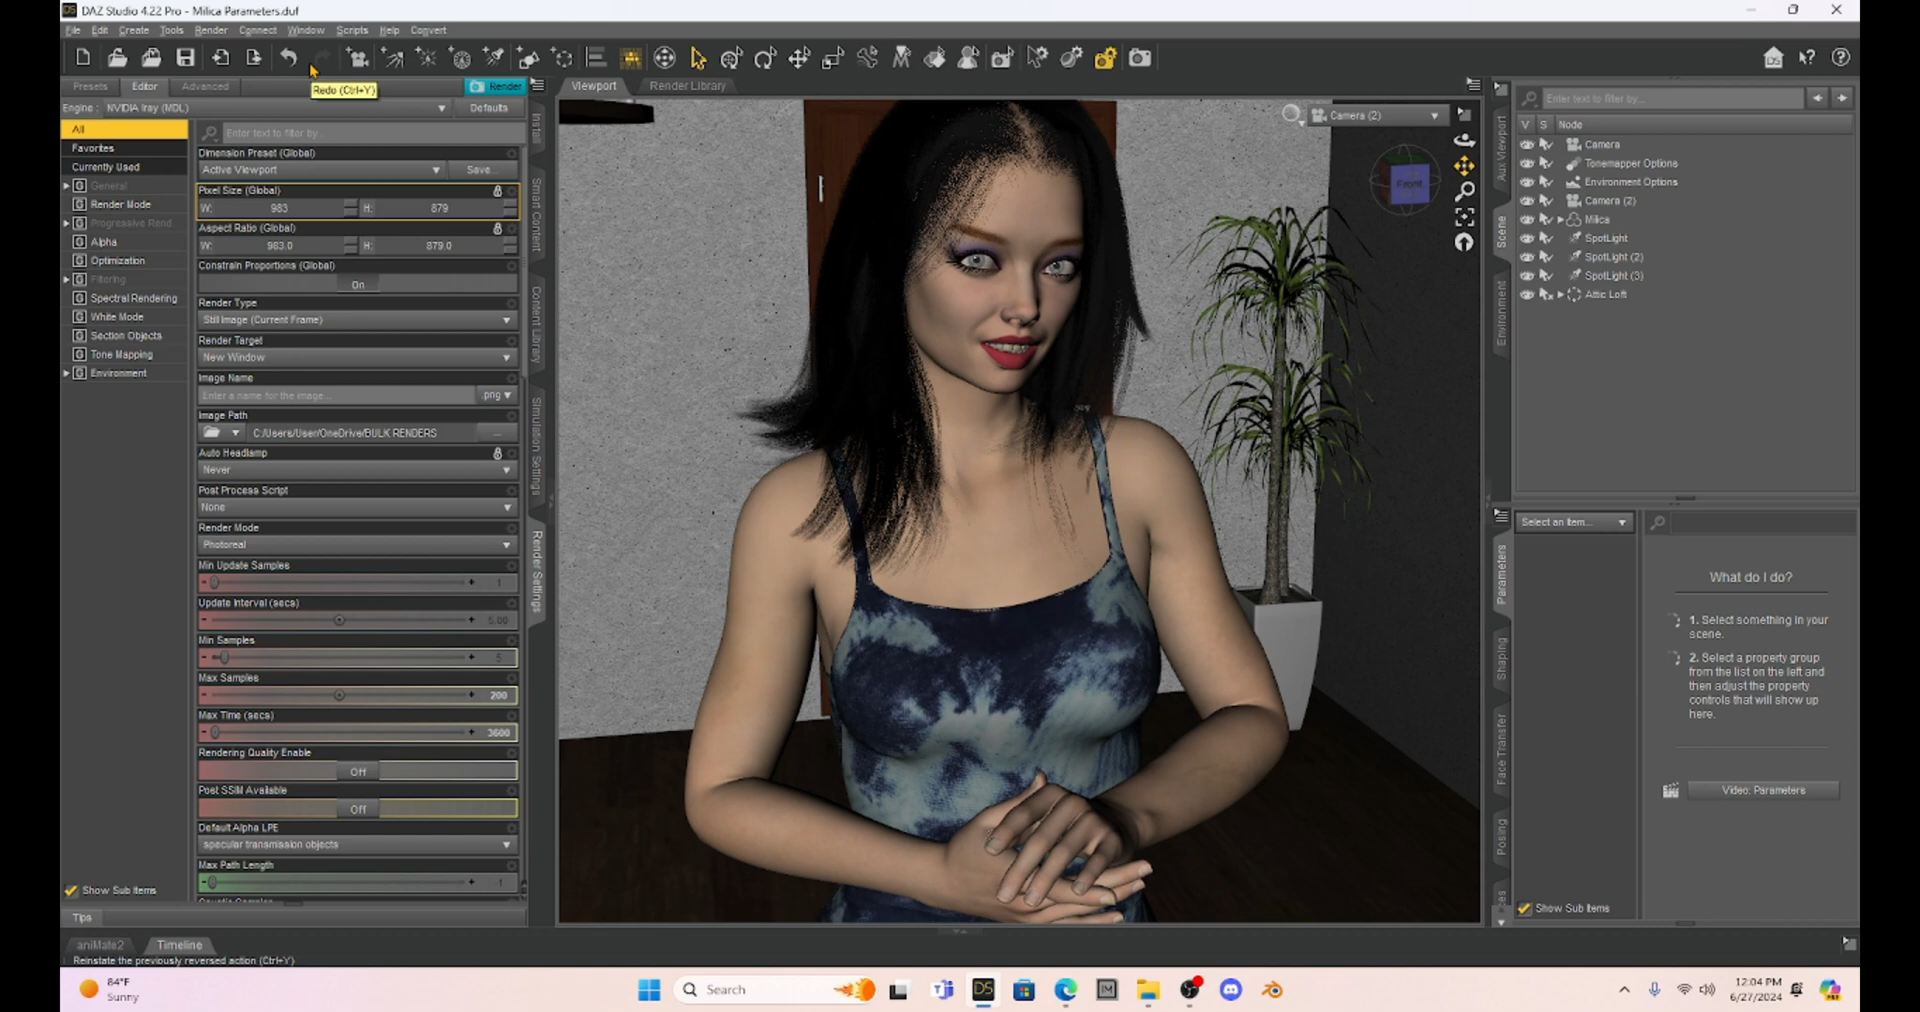 DAZ Studio 4.22 Pro - Milica Parameters.duf
File Edit Create Tools Render Connect Window Scripts Help Convert
Redo (Ctrl+Y)
Presets Editor Advanced Render
Engine : NVIDIA Iray (MDL) Defaults
All
Favorites
Currently Used
General
Render Mode
Progressive Rend
Alpha
Optimization
Filtering
Spectral Rendering
White Mode
Section Objects
Tone Mapping
Environment
Show Sub Items
Enter text to filter by
Dimension Preset (Global)
Active Viewport Save...
Pixel Size (Global)
W: 983 H: 879
Aspect Ratio (Global)
W: 983.0 H: 879.0
Constrain Proportions (Global)
On
Render Type
Still Image (Current Frame)
Render Target
New Window
Image Name
Enter a name for the image... .png
Image Path
C:/Users/User/OneDrive/BULK RENDERS ...
Auto Headlamp
Never
Post Process Script
None
Render Mode
Photoreal
Min Update Samples
1
Update Interval (secs)
5.00
Min Samples
5
Max Samples
200
Max Time (secs)
3600
Rendering Quality Enable
Off
Post SSIM Available
Off
Default Alpha LPE
specular transmission objects
Max Path Length
-1
Install
Smart Content
Content Library
Simulation Settings
Render Settings
Viewport Render Library
Camera (2)
Front
Aux Viewport
Scene
Environment
Enter text to filter by...
V S Node
Camera
Tonemapper Options
Environment Options
Camera (2)
Milica
SpotLight
SpotLight (2)
SpotLight (3)
Attic Loft
Parameters
Shaping
Face Transfer
Posing
Select an item...
What do I do?
1. Select something in your
scene.
2. Select a property group
from the list on the left and
then adjust the property
controls that will show up
here.
Video: Parameters
Show Sub Items
Tips
aniMate2 Timeline
Reinstate the previously reversed action (Ctrl+Y)
84°F
Sunny
Search
12:04 PM
6/27/2024